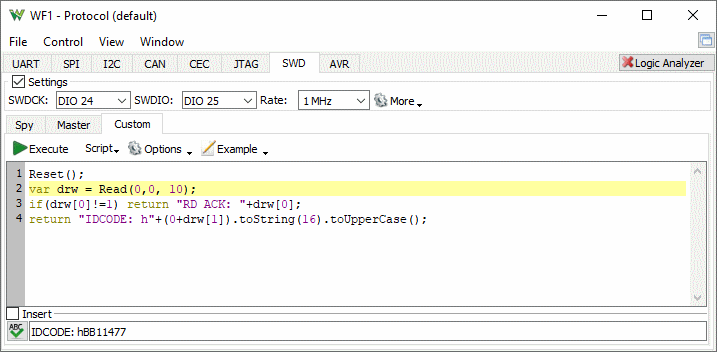 WF1 - Protocol (default)
File Control View Window
UART SPI I2C CAN CEC JTAG SWD AVR Logic Analyzer
Settings
SWDCK: DIO 24 SWDIO: DIO 25 Rate: 1 MHz More
Spy Master Custom
Execute Script Options Example
1 Reset();
2 var drw = Read(0,0, 10);
3 if(drw[0]!=1) return "RD ACK: "+drw[0];
4 return "IDCODE: h"+(0+drw[1]).toString(16).toUpperCase();
Insert
ABC IDCODE: hBB11477